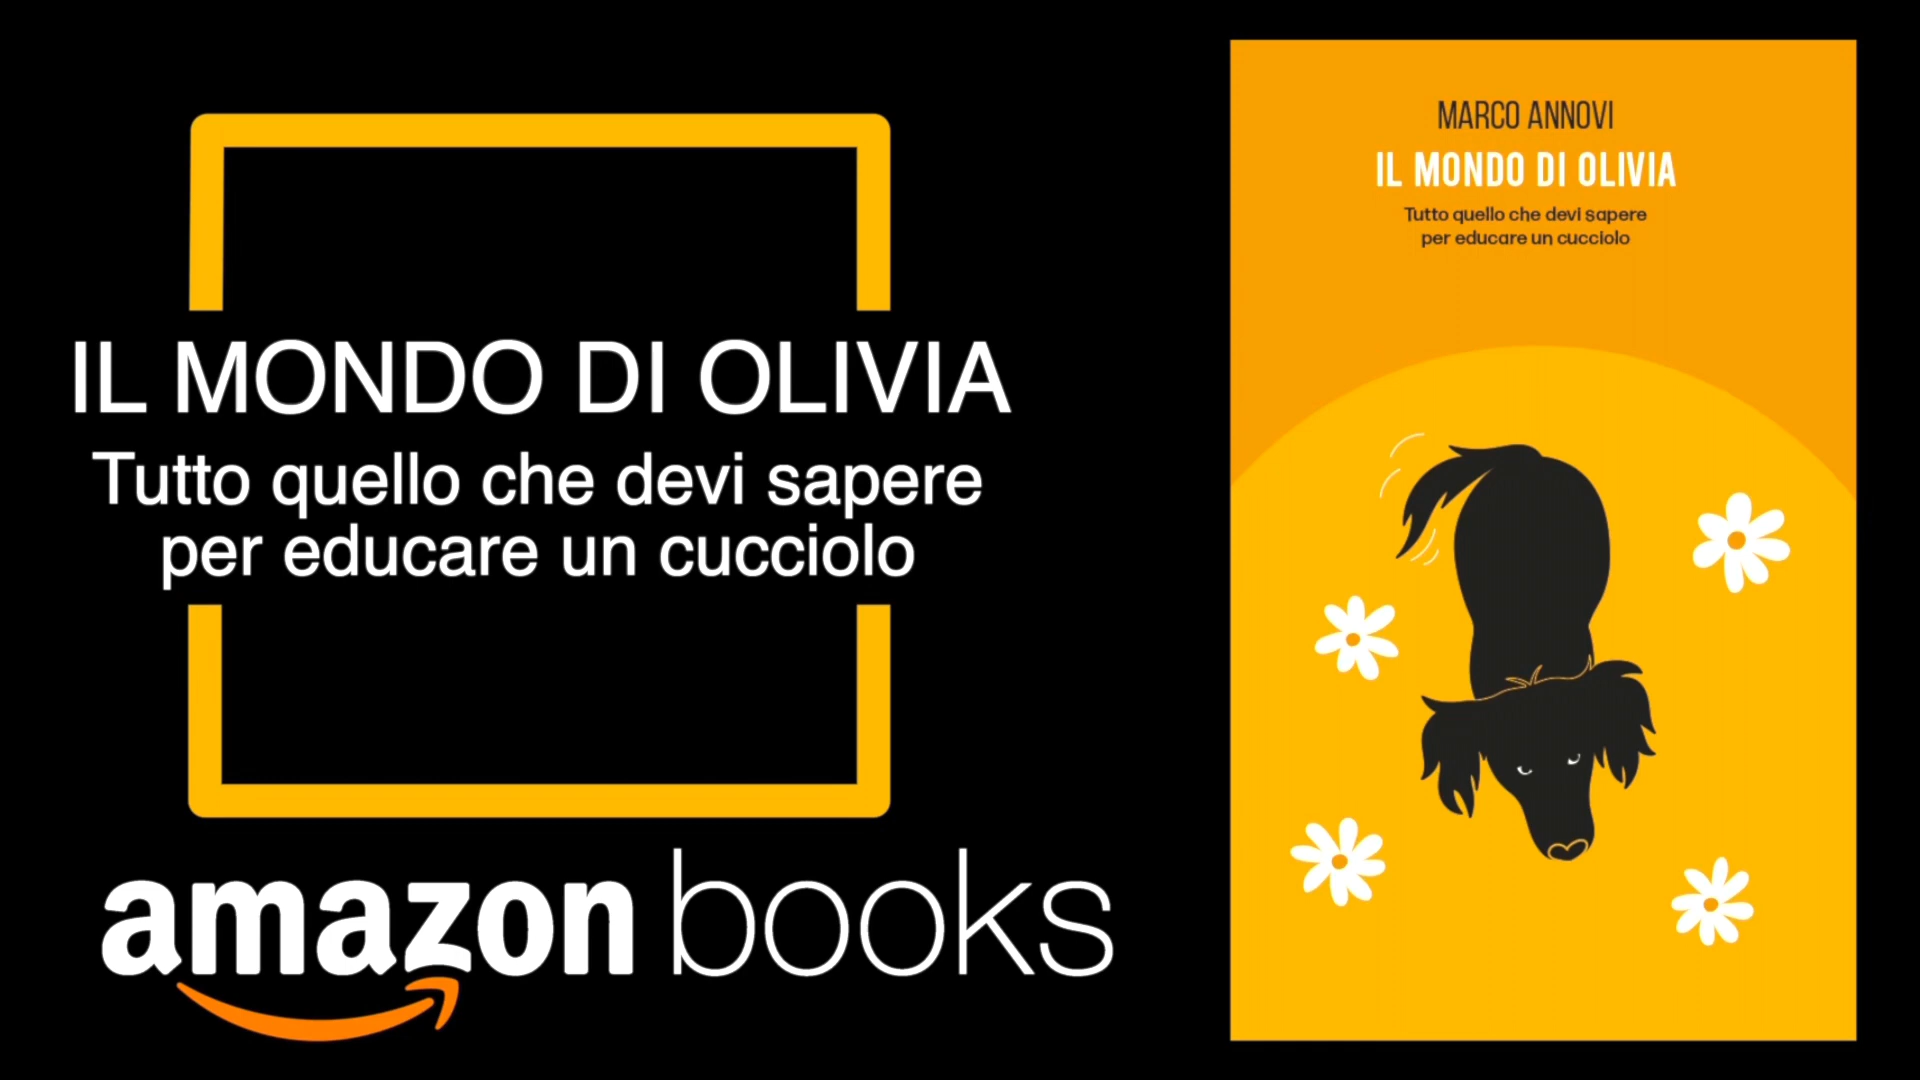 IL MONDO DI OLIVIA
Tutto quello che devi sapere
per educare un cucciolo
amazon books
MARCO ANNOVI
IL MONDO DI OLIVIA
Tutto quello che devi sapere
per educare un cucciolo